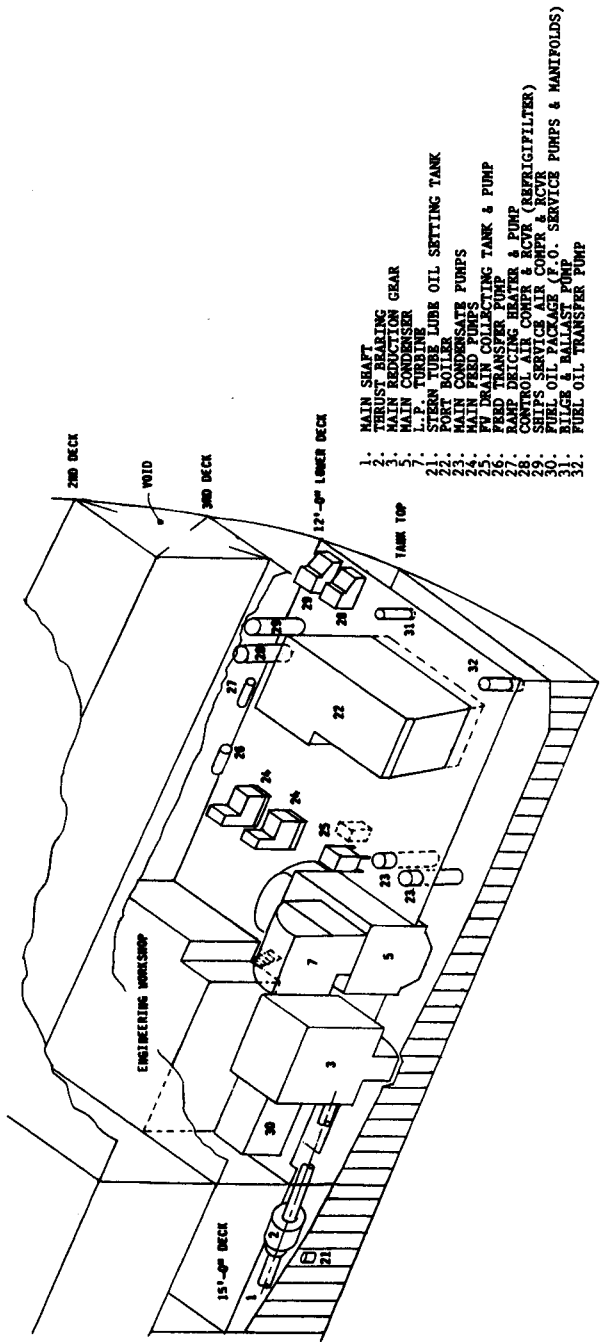 2ND DECK
VOID
3RD DECK
12'-0" LOWER DECK
TANK TOP
ENGINEERING WORKSHOP
15'-0" DECK
29
28
29
28
31
32
27
26
22
24
24
25
23
23
7
5
3
30
2
1
21
1. MAIN SHAFT
2. THRUST BEARING
3. MAIN REDUCTION GEAR
5. MAIN CONDENSER
7. L.P. TURBINE
21. STERN TUBE LUBE OIL SETTING TANK
22. PORT BOILER
23. MAIN CONDENSATE PUMPS
24. MAIN FEED PUMPS
25. FW DRAIN COLLECTING TANK & PUMP
26. FEED TRANSFER PUMP
27. RAMP DEICING HEATER & PUMP
28. CONTROL AIR COMPR & RCVR (REFRIGIFILTER)
29. SHIPS SERVICE AIR COMPR & RCVR
30. FUEL OIL PACKAGE (F.O. SERVICE PUMPS & MANIFOLDS)
31. BILGE & BALLAST PUMP
32. FUEL OIL TRANSFER PUMP